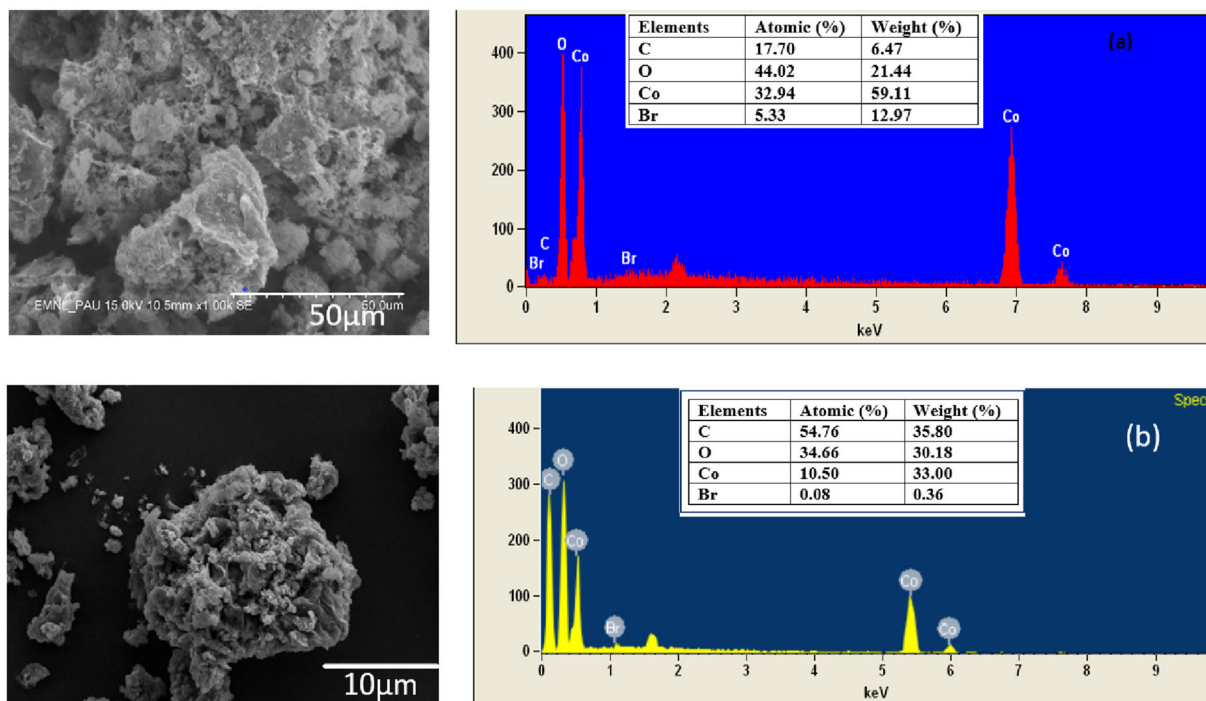 EMNL_PAU 15.0kV 10.5mm x1.00k SE
50.0um
50μm
Elements Atomic (%) Weight (%)
C 17.70 6.47
O 44.02 21.44
Co 32.94 59.11
Br 5.33 12.97
(a)
400
300
200
100
0
O
Co
C
Br
Br
Co
Co
0 1 2 3 4 5 6 7 8 9
keV
10μm
Elements Atomic (%) Weight (%)
C 54.76 35.80
O 34.66 30.18
Co 10.50 33.00
Br 0.08 0.36
Spec
(b)
400
300
200
100
0
C
O
Co
Br
Co
Co
0 1 2 3 4 5 6 7 8 9
keV